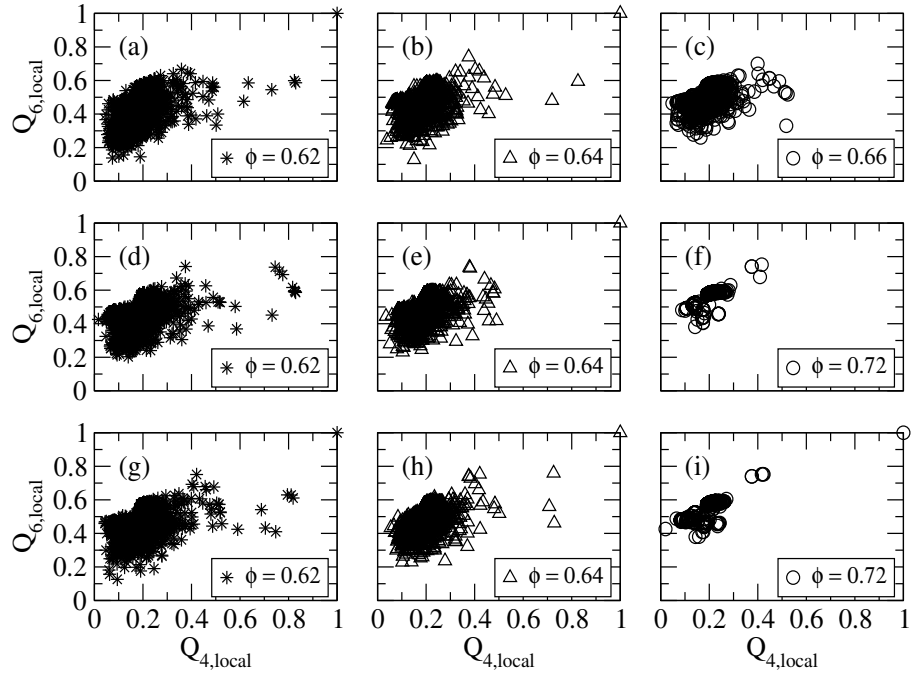 1
(a)
(b)
(c)
0.8
0.6
0.4
0.2
0
Q6,local
ϕ = 0.62
ϕ = 0.64
ϕ = 0.66
1
(d)
(e)
(f)
0.8
0.6
0.4
0.2
0
Q6,local
ϕ = 0.62
ϕ = 0.64
ϕ = 0.72
1
(g)
(h)
(i)
0.8
0.6
0.4
0.2
0
Q6,local
ϕ = 0.62
ϕ = 0.64
ϕ = 0.72
0 0.2 0.4 0.6 0.8 1
0 0.2 0.4 0.6 0.8 1
0 0.2 0.4 0.6 0.8 1
Q4,local
Q4,local
Q4,local